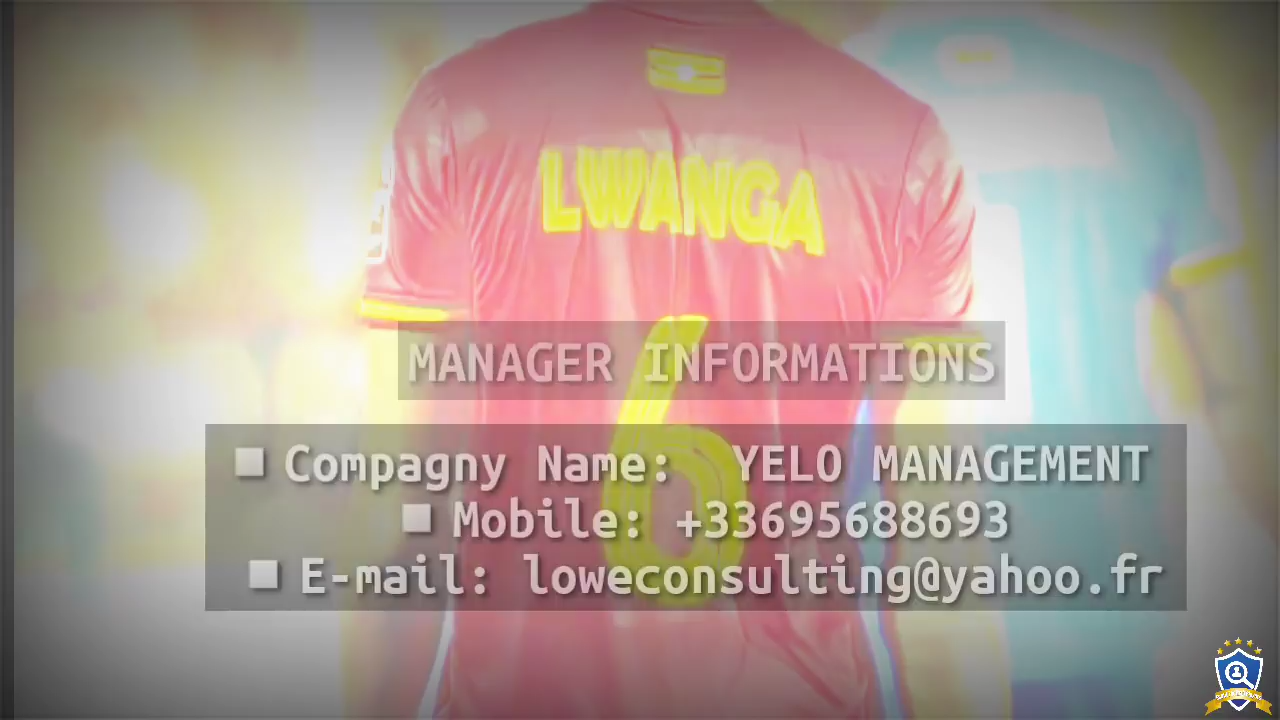 LWANGA
6
MANAGER INFORMATIONS
Compagny Name: YELO MANAGEMENT
Mobile: +33695688693
E-mail: loweconsulting@yahoo.fr